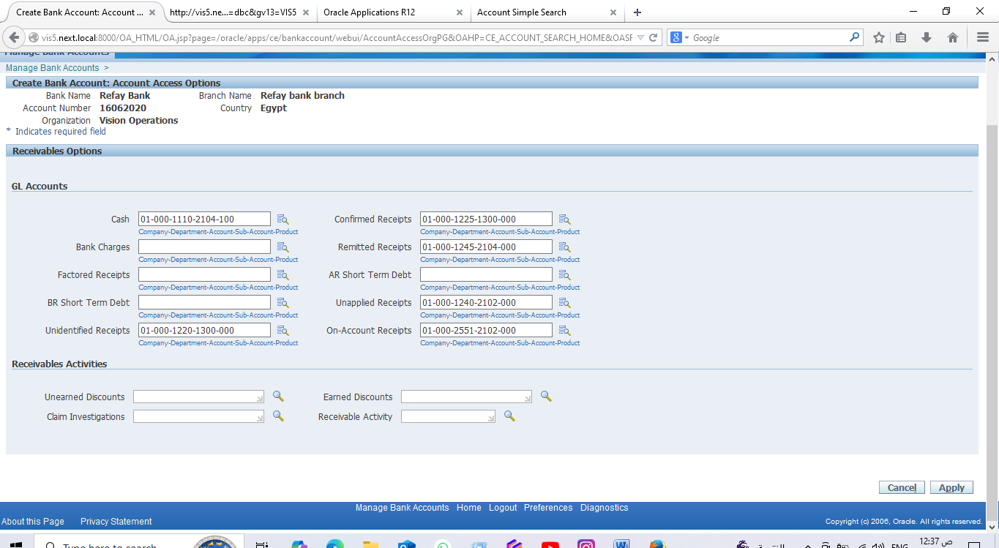 Create Bank Account: Account ... ×
http://vis5.ne...=dbc&gv13=VIS5 ×
Oracle Applications R12 ×
Account Simple Search ×
vis5.next.local:8000/OA_HTML/OA.jsp?page=/oracle/apps/ce/bankaccount/webui/AccountAccessOrgPG&OAHP=CE_ACCOUNT_SEARCH_HOME&OASF
Google
Manage Bank Accounts
Manage Bank Accounts >
Create Bank Account: Account Access Options
Bank Name Refay Bank Branch Name Refay bank branch
Account Number 16062020 Country Egypt
Organization Vision Operations
* Indicates required field
Receivables Options
GL Accounts
Cash 01-000-1110-2104-100 Confirmed Receipts 01-000-1225-1300-000
Company-Department-Account-Sub-Account-Product Company-Department-Account-Sub-Account-Product
Bank Charges Remitted Receipts 01-000-1245-2104-000
Company-Department-Account-Sub-Account-Product Company-Department-Account-Sub-Account-Product
Factored Receipts AR Short Term Debt
Company-Department-Account-Sub-Account-Product Company-Department-Account-Sub-Account-Product
BR Short Term Debt Unapplied Receipts 01-000-1240-2102-000
Company-Department-Account-Sub-Account-Product Company-Department-Account-Sub-Account-Product
Unidentified Receipts 01-000-1220-1300-000 On-Account Receipts 01-000-2551-2102-000
Company-Department-Account-Sub-Account-Product Company-Department-Account-Sub-Account-Product
Receivables Activities
Unearned Discounts Earned Discounts
Claim Investigations Receivable Activity
Cancel Apply
Manage Bank Accounts Home Logout Preferences Diagnostics
About this Page Privacy Statement Copyright (c) 2006, Oracle. All rights reserved.
Type here to search ENG 12:37 ص